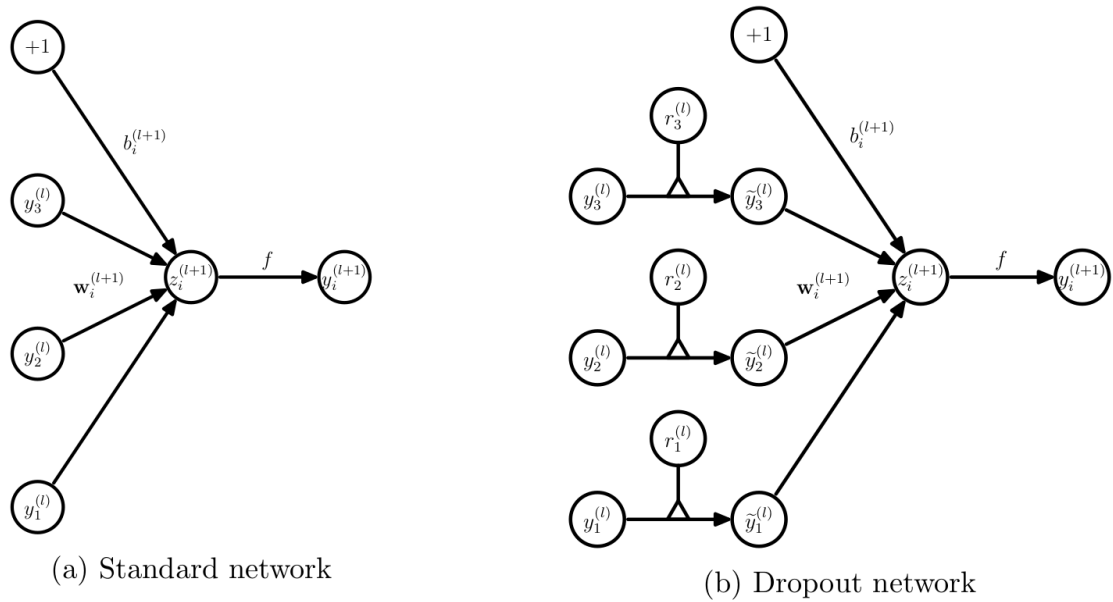 +1
b_i^{(l+1)}
y_3^{(l)}
w_i^{(l+1)}
z_i^{(l+1)}
f
y_i^{(l+1)}
y_2^{(l)}
y_1^{(l)}
(a) Standard network
+1
b_i^{(l+1)}
r_3^{(l)}
y_3^{(l)}
ỹ_3^{(l)}
r_2^{(l)}
w_i^{(l+1)}
z_i^{(l+1)}
f
y_i^{(l+1)}
y_2^{(l)}
ỹ_2^{(l)}
r_1^{(l)}
y_1^{(l)}
ỹ_1^{(l)}
(b) Dropout network